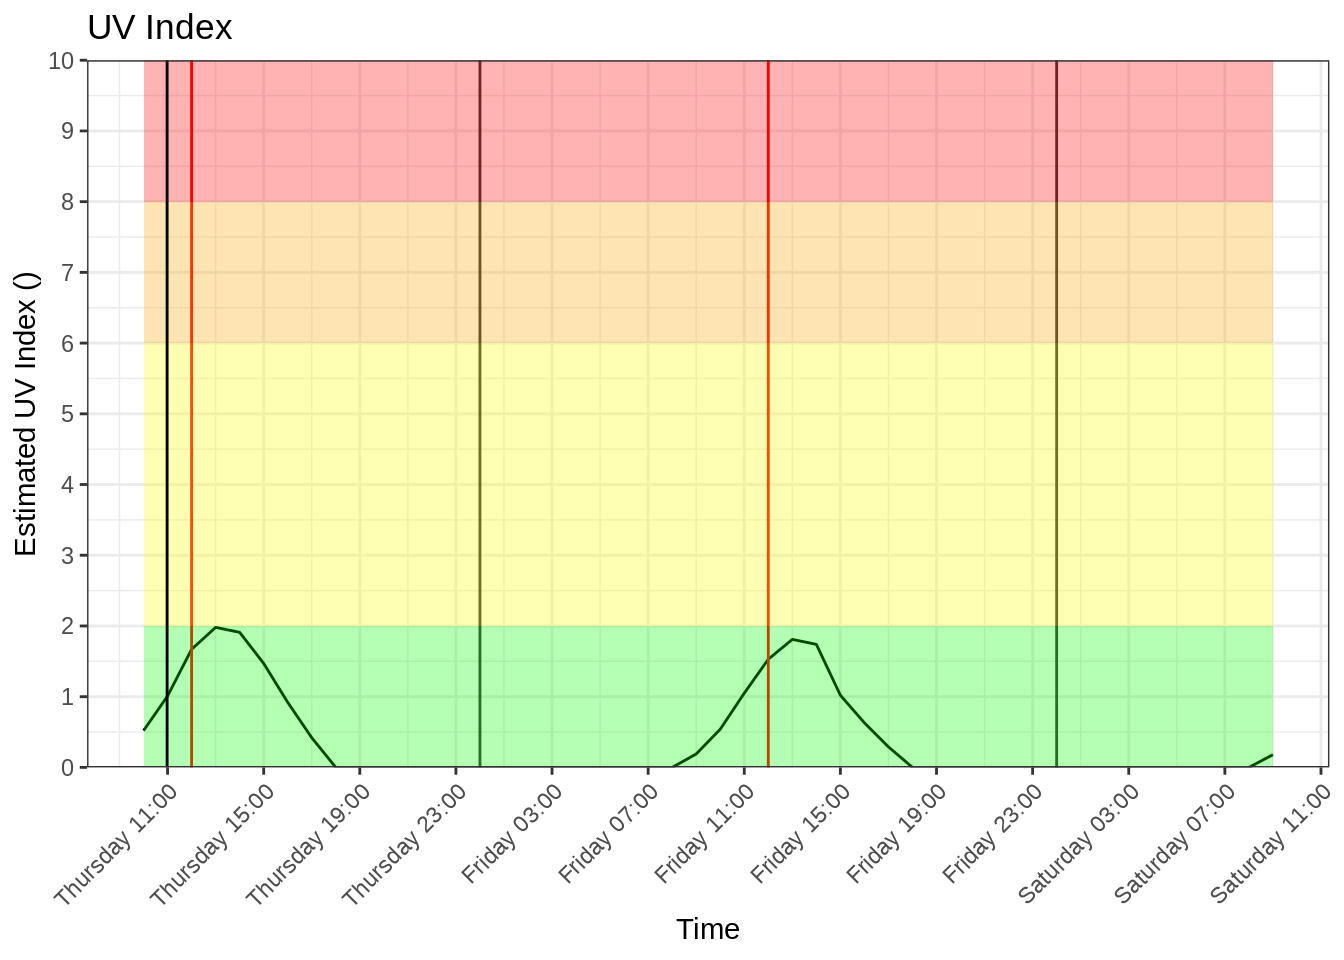 UV Index
Estimated UV Index ()
10
9
8
7
6
5
4
3
2
1
0
Thursday 11:00
Thursday 15:00
Thursday 19:00
Thursday 23:00
Friday 03:00
Friday 07:00
Friday 11:00
Friday 15:00
Friday 19:00
Friday 23:00
Saturday 03:00
Saturday 07:00
Saturday 11:00
Time